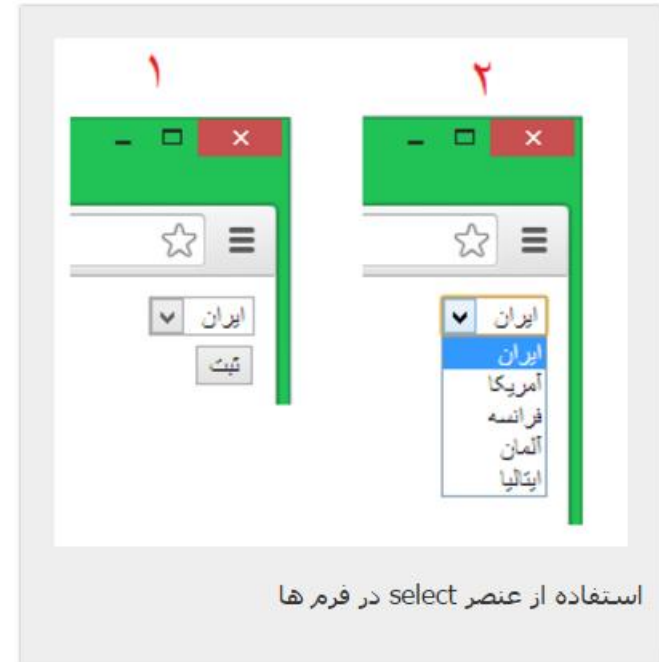 ۱
۲
ایران
ثبت
ایران
ایران
آمریکا
فرانسه
آلمان
ایتالیا
استفاده از عنصر select در فرم ها